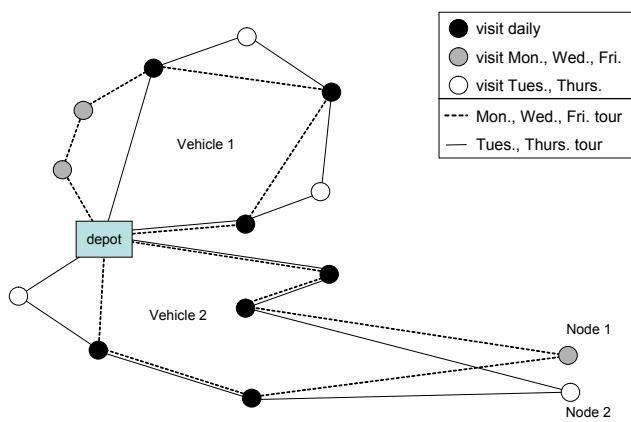 visit daily
visit Mon., Wed., Fri.
visit Tues., Thurs.
Mon., Wed., Fri. tour
Tues., Thurs. tour
Vehicle 1
depot
Vehicle 2
Node 1
Node 2